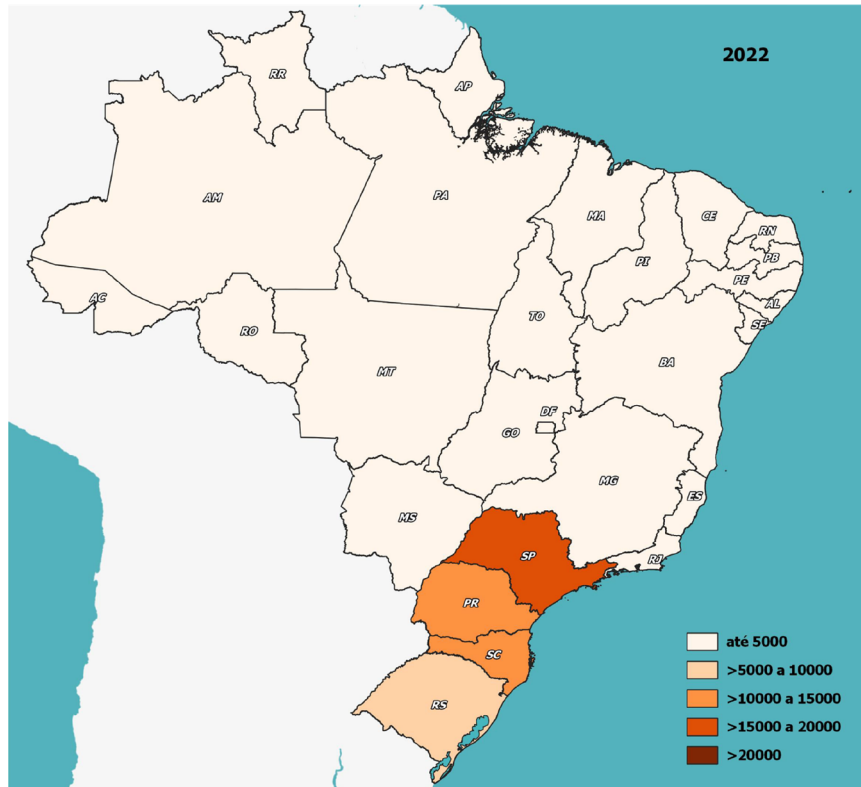 2022
RR
AP
AM
PA
MA
CE
RN
PB
PI
PE
AC
AL
TO
SE
RO
BA
MT
DF
GO
MG
ES
MS
SP
RJ
PR
SC
RS
até 5000
>5000 a 10000
>10000 a 15000
>15000 a 20000
>20000